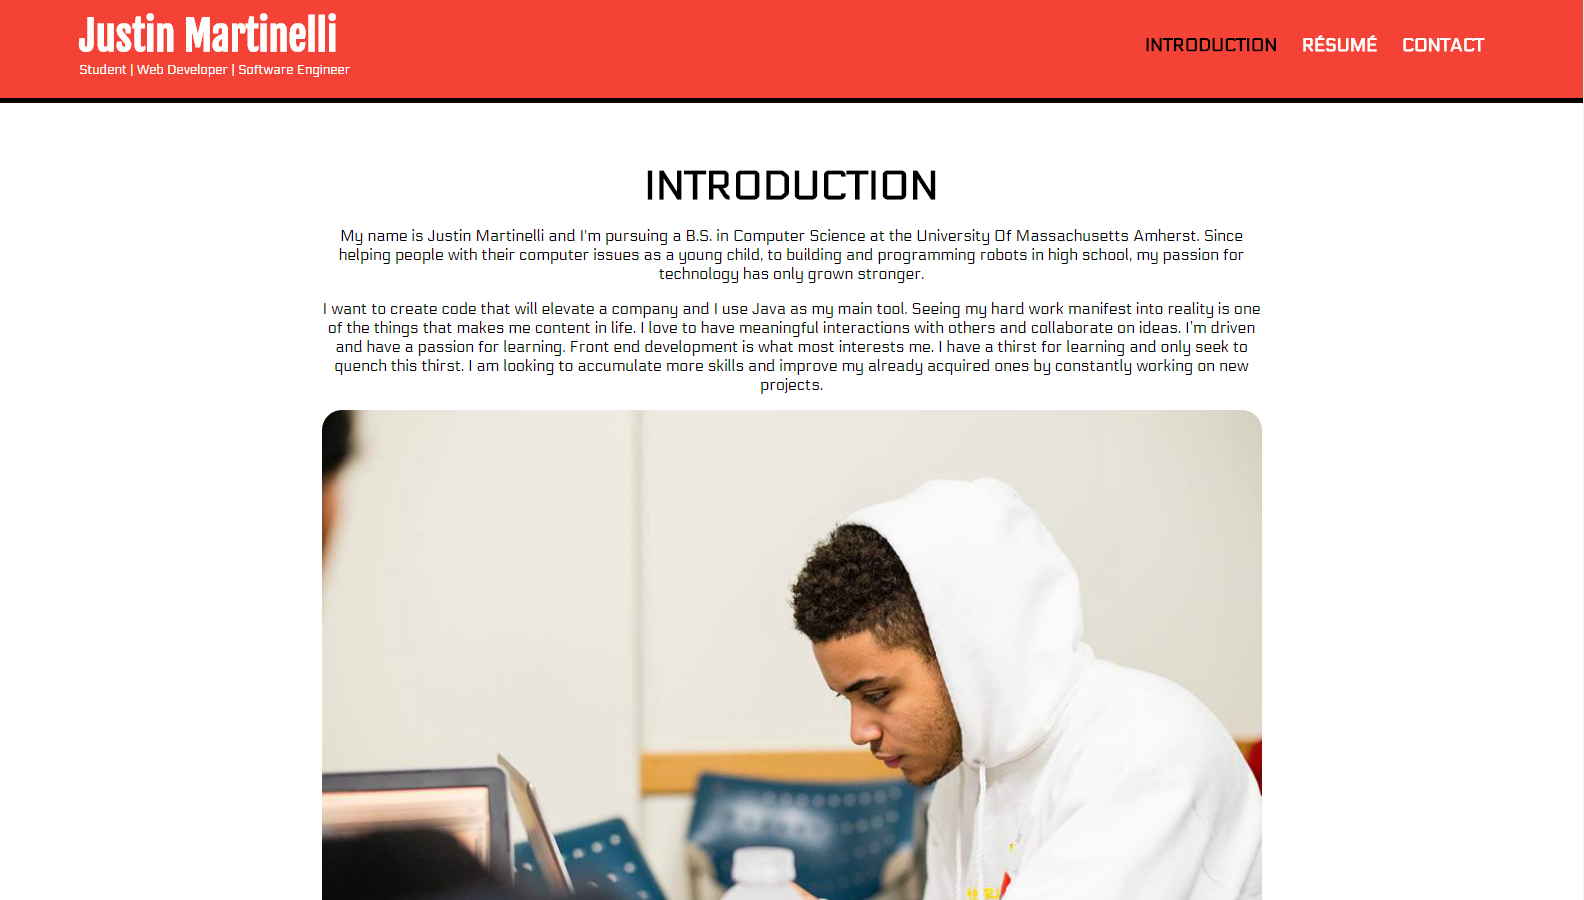 Justin Martinelli
Student | Web Developer | Software Engineer
INTRODUCTION RÉSUMÉ CONTACT
INTRODUCTION
My name is Justin Martinelli and I'm pursuing a B.S. in Computer Science at the University Of Massachusetts Amherst. Since
helping people with their computer issues as a young child, to building and programming robots in high school, my passion for
technology has only grown stronger.
I want to create code that will elevate a company and I use Java as my main tool. Seeing my hard work manifest into reality is one
of the things that makes me content in life. I love to have meaningful interactions with others and collaborate on ideas. I'm driven
and have a passion for learning. Front end development is what most interests me. I have a thirst for learning and only seek to
quench this thirst. I am looking to accumulate more skills and improve my already acquired ones by constantly working on new
projects.